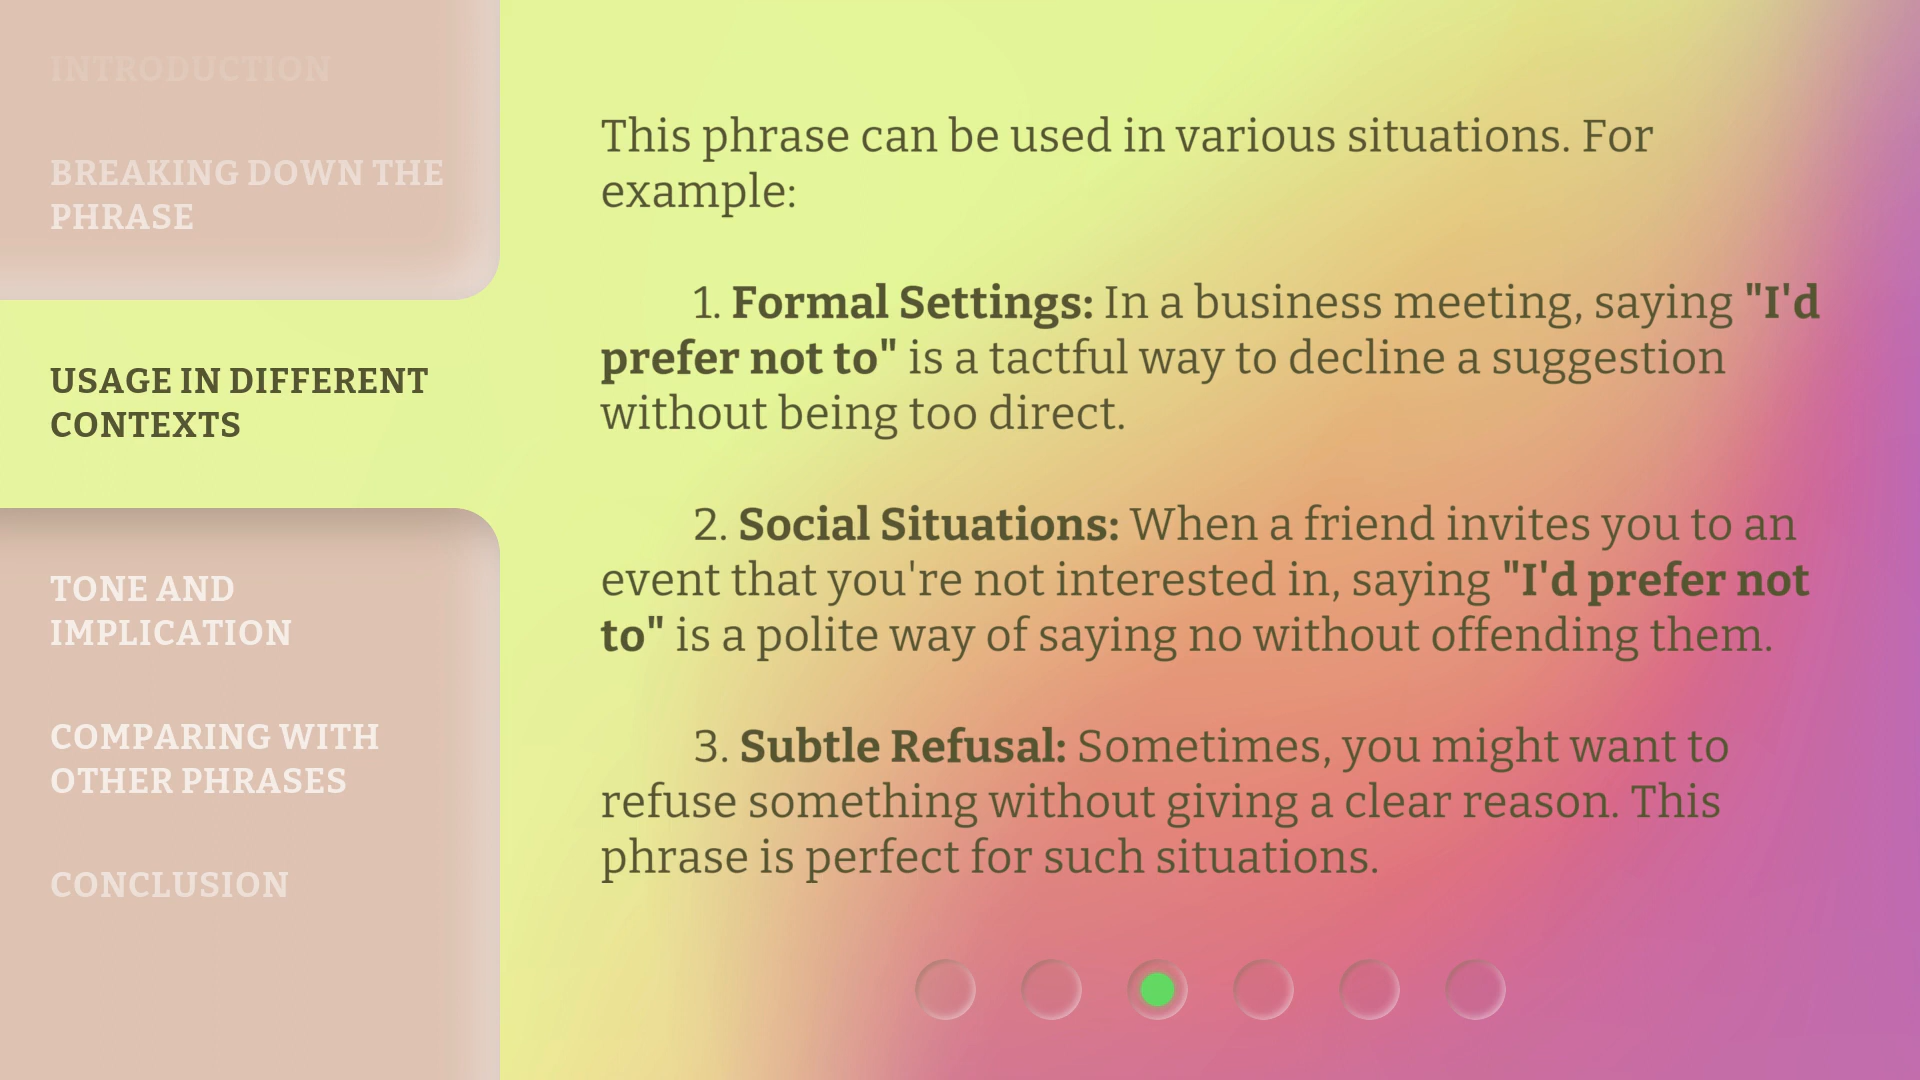 INTRODUCTION
BREAKING DOWN THE
PHRASE
USAGE IN DIFFERENT
CONTEXTS
TONE AND
IMPLICATION
COMPARING WITH
OTHER PHRASES
CONCLUSION
This phrase can be used in various situations. For
example:
1. Formal Settings: In a business meeting, saying "I'd
prefer not to" is a tactful way to decline a suggestion
without being too direct.
2. Social Situations: When a friend invites you to an
event that you're not interested in, saying "I'd prefer not
to" is a polite way of saying no without offending them.
3. Subtle Refusal: Sometimes, you might want to
refuse something without giving a clear reason. This
phrase is perfect for such situations.